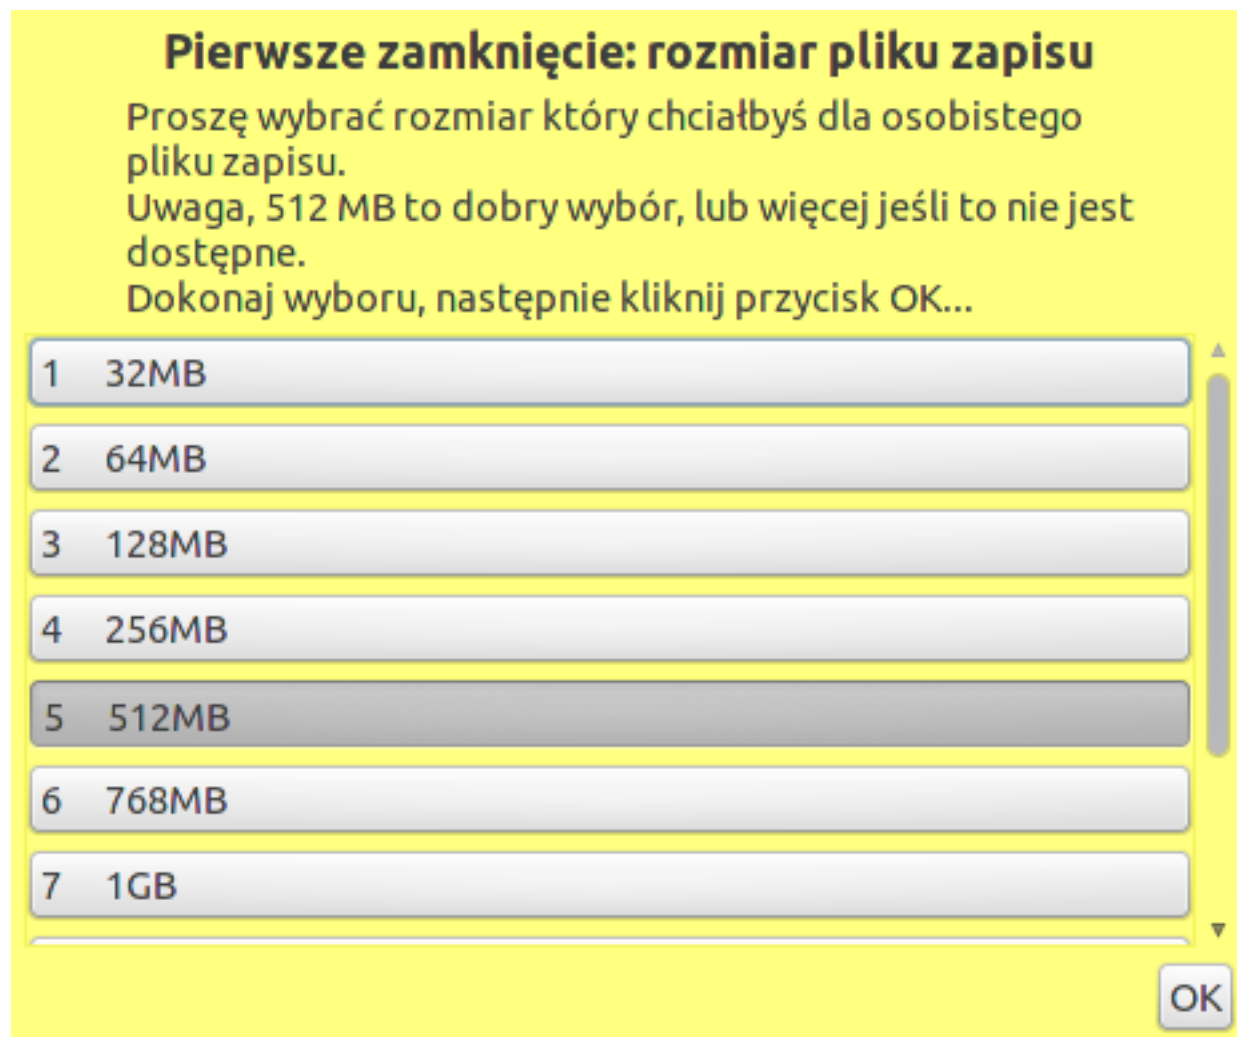 Pierwsze zamknięcie: rozmiar pliku zapisu
Proszę wybrać rozmiar który chciałbyś dla osobistego
pliku zapisu.
Uwaga, 512 MB to dobry wybór, lub więcej jeśli to nie jest
dostępne.
Dokonaj wyboru, następnie kliknij przycisk OK...
1 32MB
2 64MB
3 128MB
4 256MB
5 512MB
6 768MB
7 1GB
OK